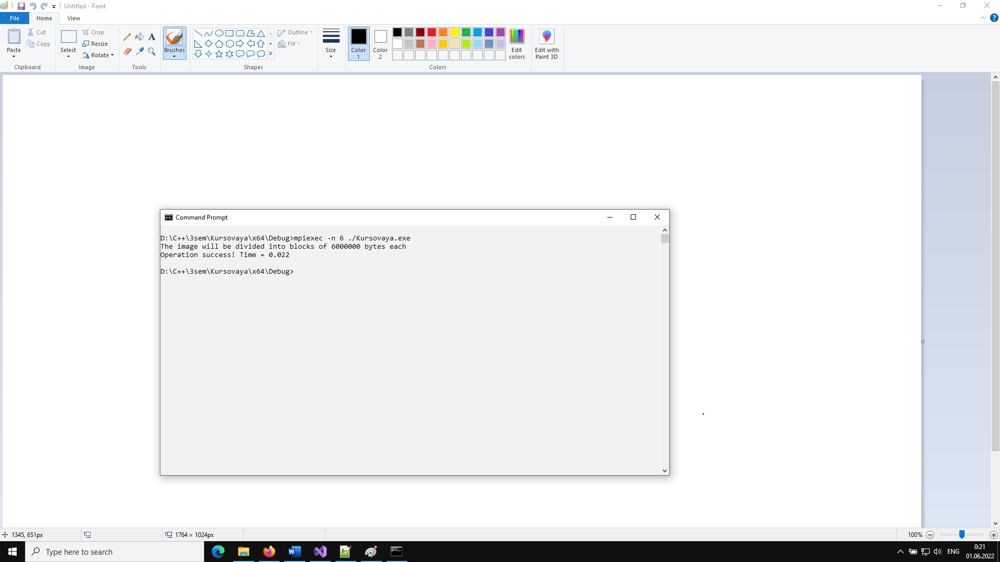 Untitled - Paint
File Home View
Paste
Cut
Copy
Clipboard
Select
Crop
Resize
Rotate
Image
A
Tools
Brushes
Shapes
Outline
Fill
Size
Color 1
Color 2
Colors
Edit colors
Edit with Paint 3D
?
Command Prompt
D:\C++\3sem\Kursovaya\x64\Debug>mpiexec -n 6 ./Kursovaya.exe
The image will be divided into blocks of 6000000 bytes each
Operation success! Time = 0.022
D:\C++\3sem\Kursovaya\x64\Debug>
1345, 651px
1764 × 1024px
100%
Type here to search
ENG
0:21
01.06.2022